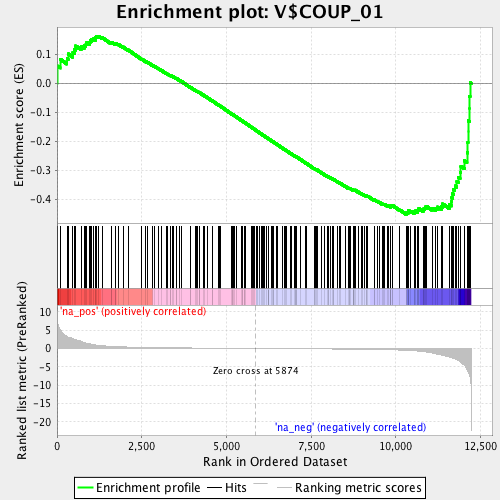 Enrichment plot: V$COUP_01
Enrichment score (ES)
0.1
0.0
-0.1
-0.2
-0.3
-0.4
Ranked list metric (PreRanked)
10
5
0
-5
-10
-15
-20
'na_pos' (positively correlated)
Zero cross at 5874
'na_neg' (negatively correlated)
0
2,500
5,000
7,500
10,000
12,500
Rank in Ordered Dataset
Enrichment profile
Hits
Ranking metric scores